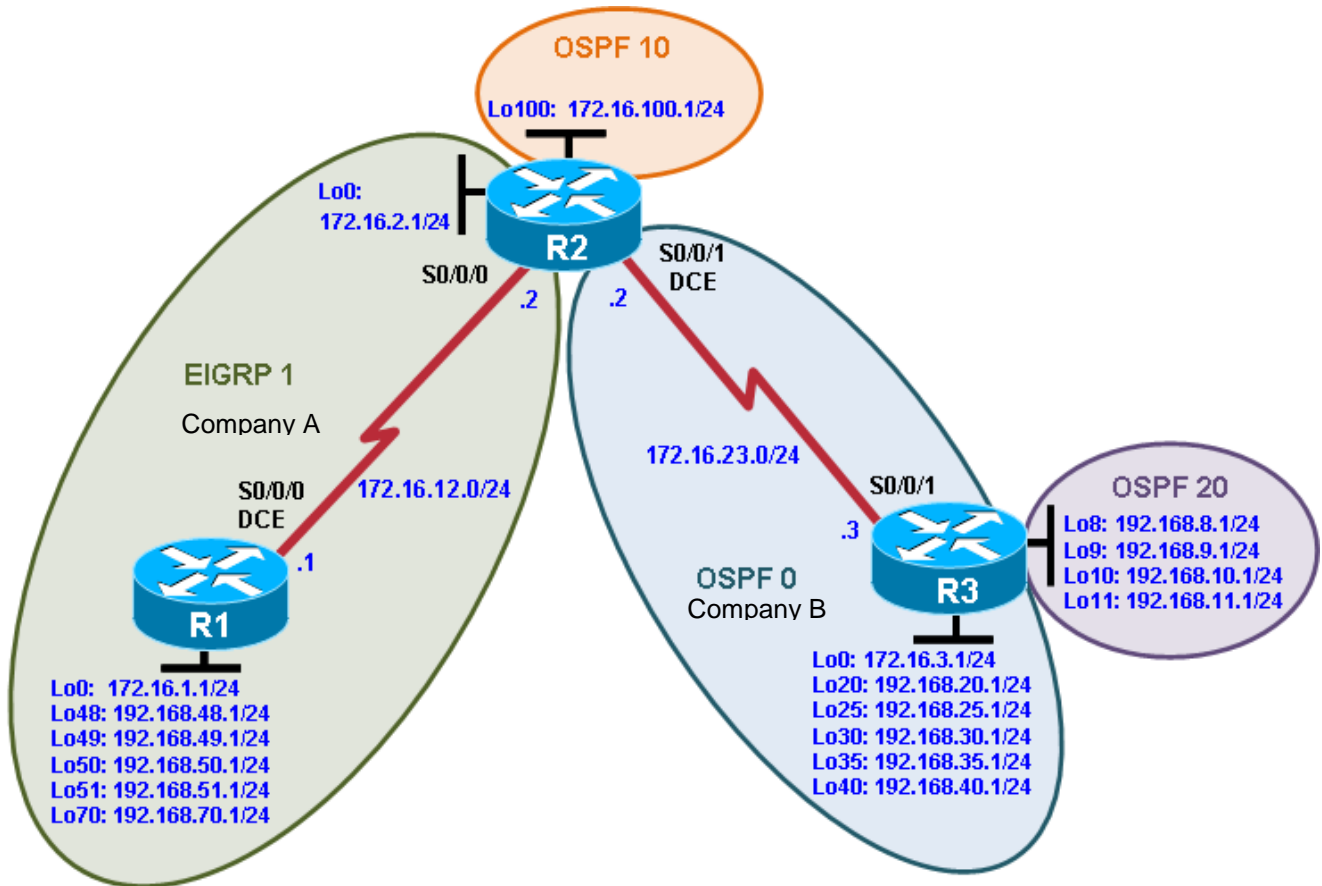 OSPF 10
Lo100: 172.16.100.1/24
Lo0:
172.16.2.1/24
R2
S0/0/0
.2
S0/0/1
DCE
.2
EIGRP 1
Company A
172.16.12.0/24
S0/0/0
DCE
.1
R1
Lo0: 172.16.1.1/24
Lo48: 192.168.48.1/24
Lo49: 192.168.49.1/24
Lo50: 192.168.50.1/24
Lo51: 192.168.51.1/24
Lo70: 192.168.70.1/24
172.16.23.0/24
S0/0/1
.3
OSPF 0
Company B
R3
Lo0: 172.16.3.1/24
Lo20: 192.168.20.1/24
Lo25: 192.168.25.1/24
Lo30: 192.168.30.1/24
Lo35: 192.168.35.1/24
Lo40: 192.168.40.1/24
OSPF 20
Lo8: 192.168.8.1/24
Lo9: 192.168.9.1/24
Lo10: 192.168.10.1/24
Lo11: 192.168.11.1/24